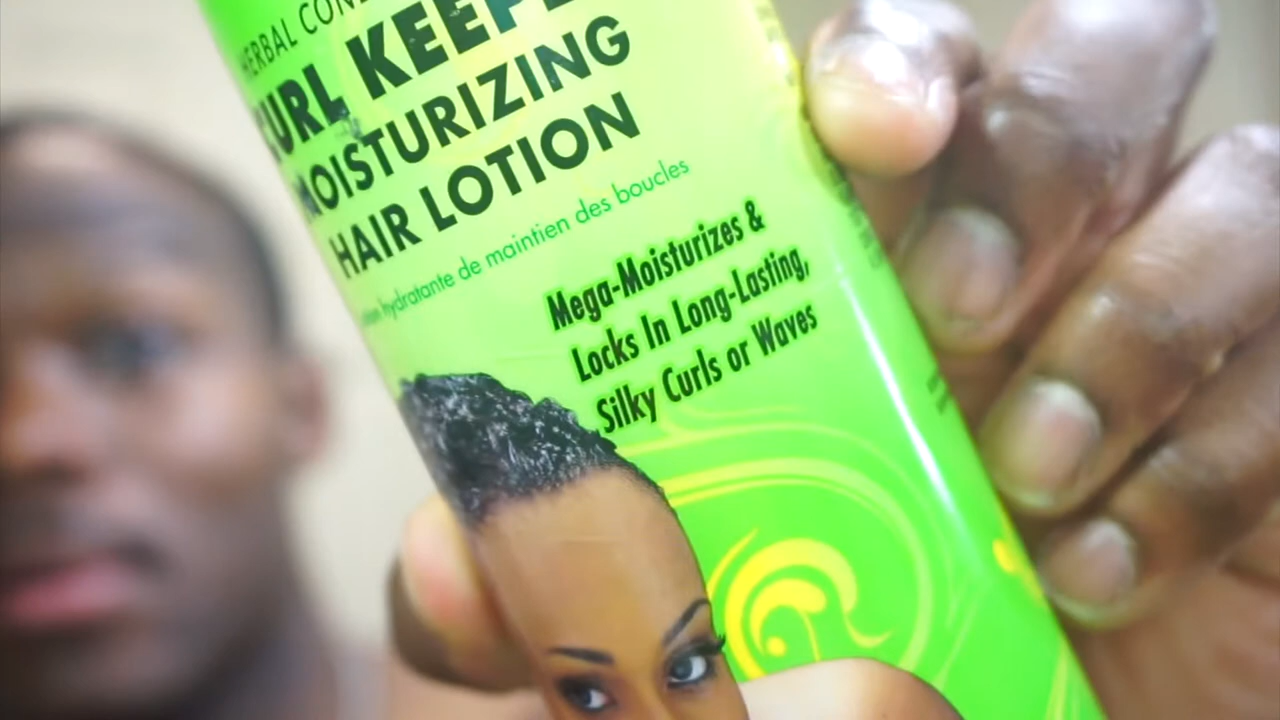 HERBAL
CURL
MOISTURIZING
HAIR LOTION
hydratante de maintien des boucles
Mega-Moisturizes &
Locks In Long-Lasting,
Silky Curls or Waves